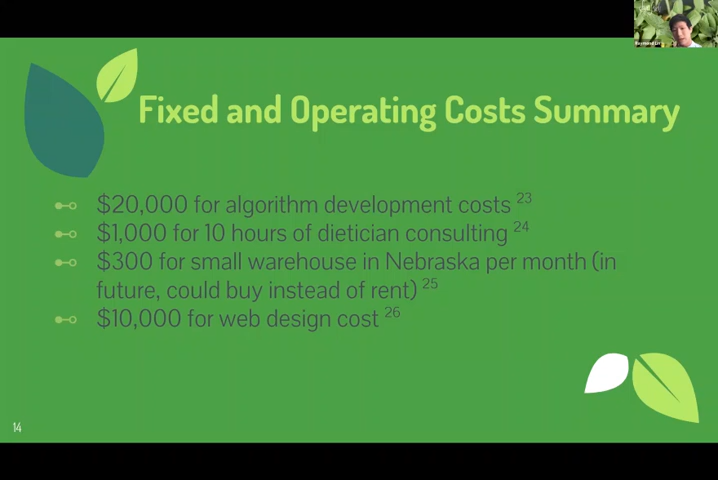 Fixed and Operating Costs Summary
$20,000 for algorithm development costs 23
$1,000 for 10 hours of dietician consulting 24
$300 for small warehouse in Nebraska per month (in
future, could buy instead of rent) 25
$10,000 for web design cost 26
14